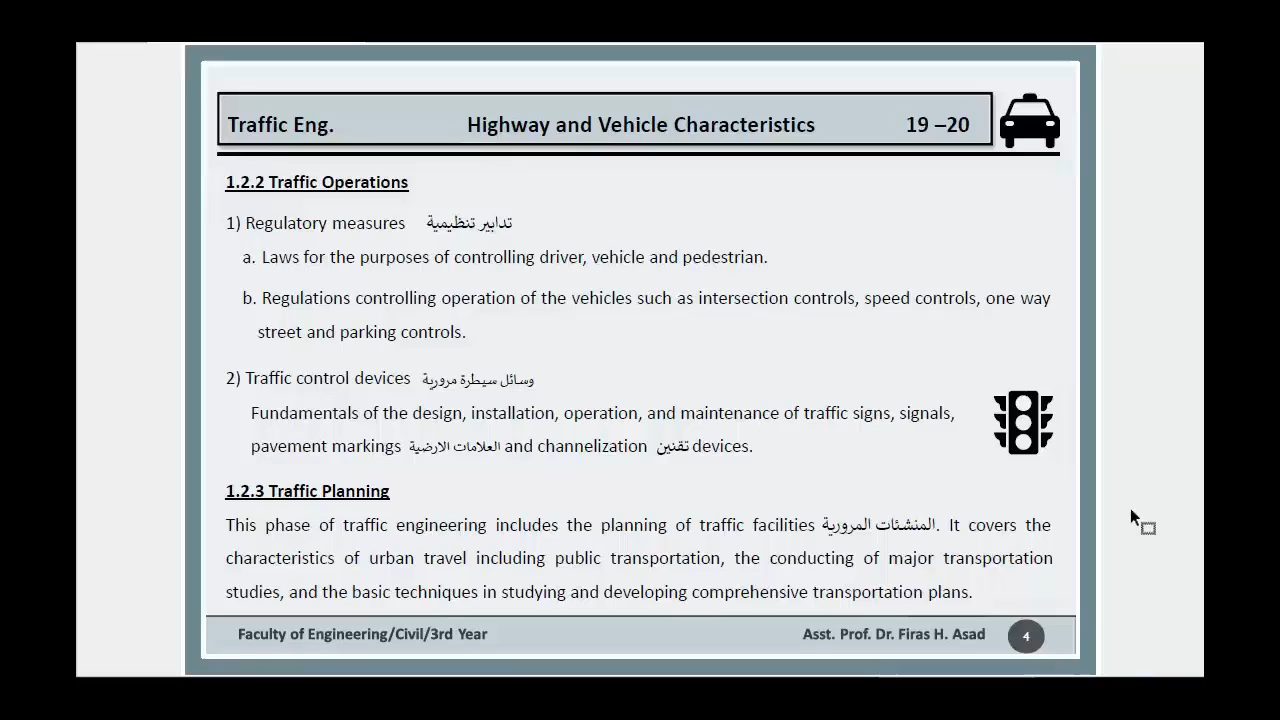 Traffic Eng. Highway and Vehicle Characteristics 19 –20
1.2.2 Traffic Operations
1) Regulatory measures تدابير تنظيمية
a. Laws for the purposes of controlling driver, vehicle and pedestrian.
b. Regulations controlling operation of the vehicles such as intersection controls, speed controls, one way
street and parking controls.
2) Traffic control devices وسائل سيطرة مرورية
Fundamentals of the design, installation, operation, and maintenance of traffic signs, signals,
pavement markings العلامات الارضية and channelization تقنين devices.
1.2.3 Traffic Planning
This phase of traffic engineering includes the planning of traffic facilities المنشئات المرورية. It covers the
characteristics of urban travel including public transportation, the conducting of major transportation
studies, and the basic techniques in studying and developing comprehensive transportation plans.
Faculty of Engineering/Civil/3rd Year Asst. Prof. Dr. Firas H. Asad 4